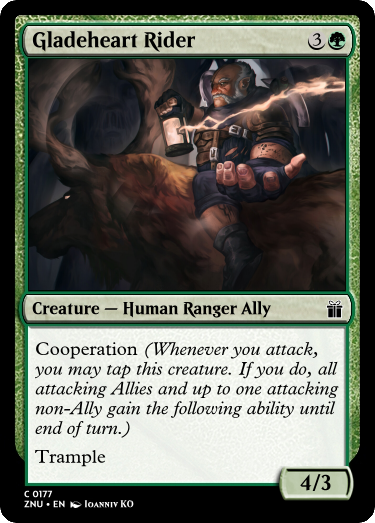 Gladeheart Rider 3
Creature — Human Ranger Ally
Cooperation (Whenever you attack,
you may tap this creature. If you do, all
attacking Allies and up to one attacking
non-Ally gain the following ability until
end of turn.)
Trample
4/3
C 0177
ZNU • EN Ioanniv KO